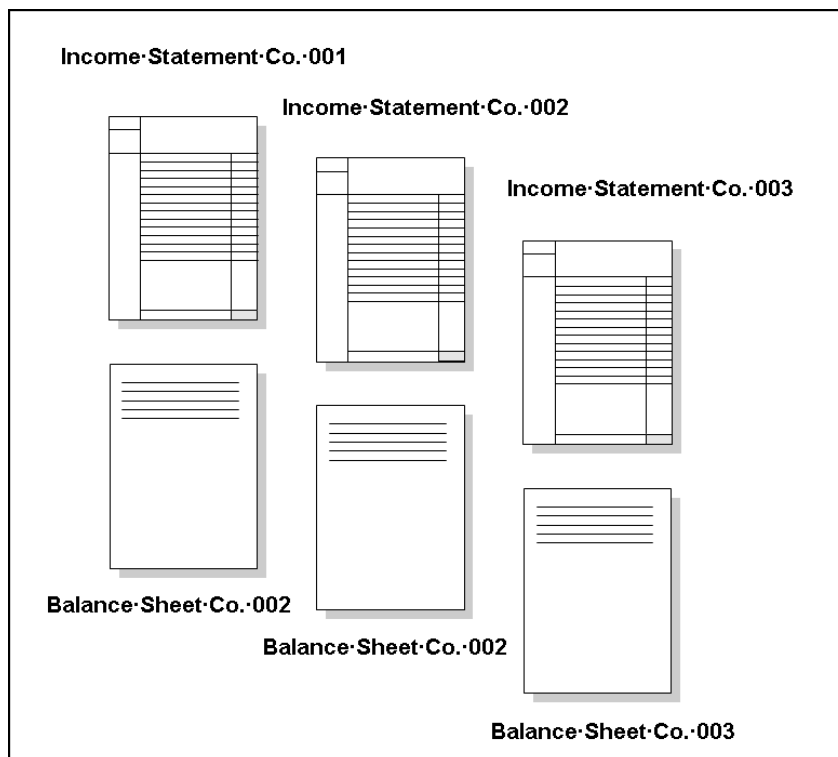 Income·Statement·Co.·001
Income·Statement·Co.·002
Income·Statement·Co.·003
Balance·Sheet·Co.·002
Balance·Sheet·Co.·002
Balance·Sheet·Co.·003